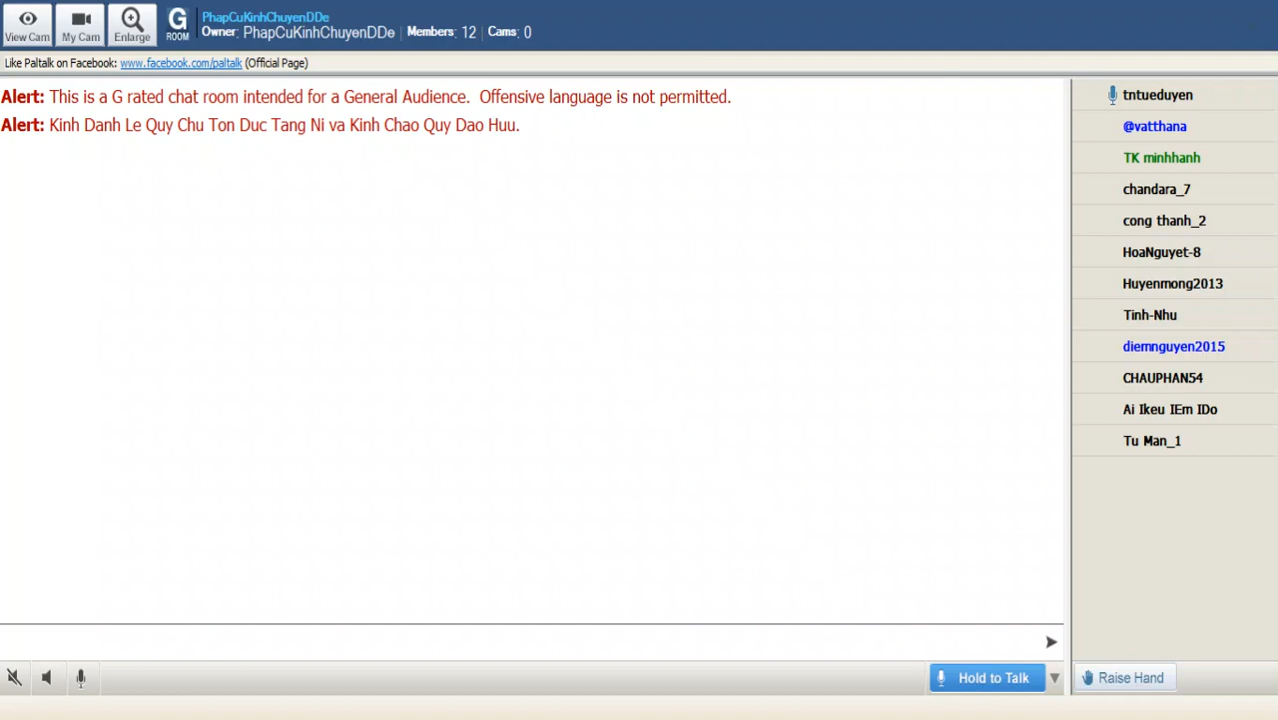 View Cam
My Cam
Enlarge
G
ROOM
PhapCuKinhChuyenDDe
Owner: PhapCuKinhChuyenDDe | Members: 12 | Cams: 0
Like Paltalk on Facebook: www.facebook.com/paltalk (Official Page)
Alert: This is a G rated chat room intended for a General Audience.  Offensive language is not permitted.
Alert: Kinh Danh Le Quy Chu Ton Duc Tang Ni va Kinh Chao Quy Dao Huu.
tntueduyen
@vatthana
TK minhhanh
chandara_7
cong thanh_2
HoaNguyet-8
Huyenmong2013
Tinh-Nhu
diemnguyen2015
CHAUPHAN54
Ai Ikeu IEm IDo
Tu Man_1
Hold to Talk
Raise Hand